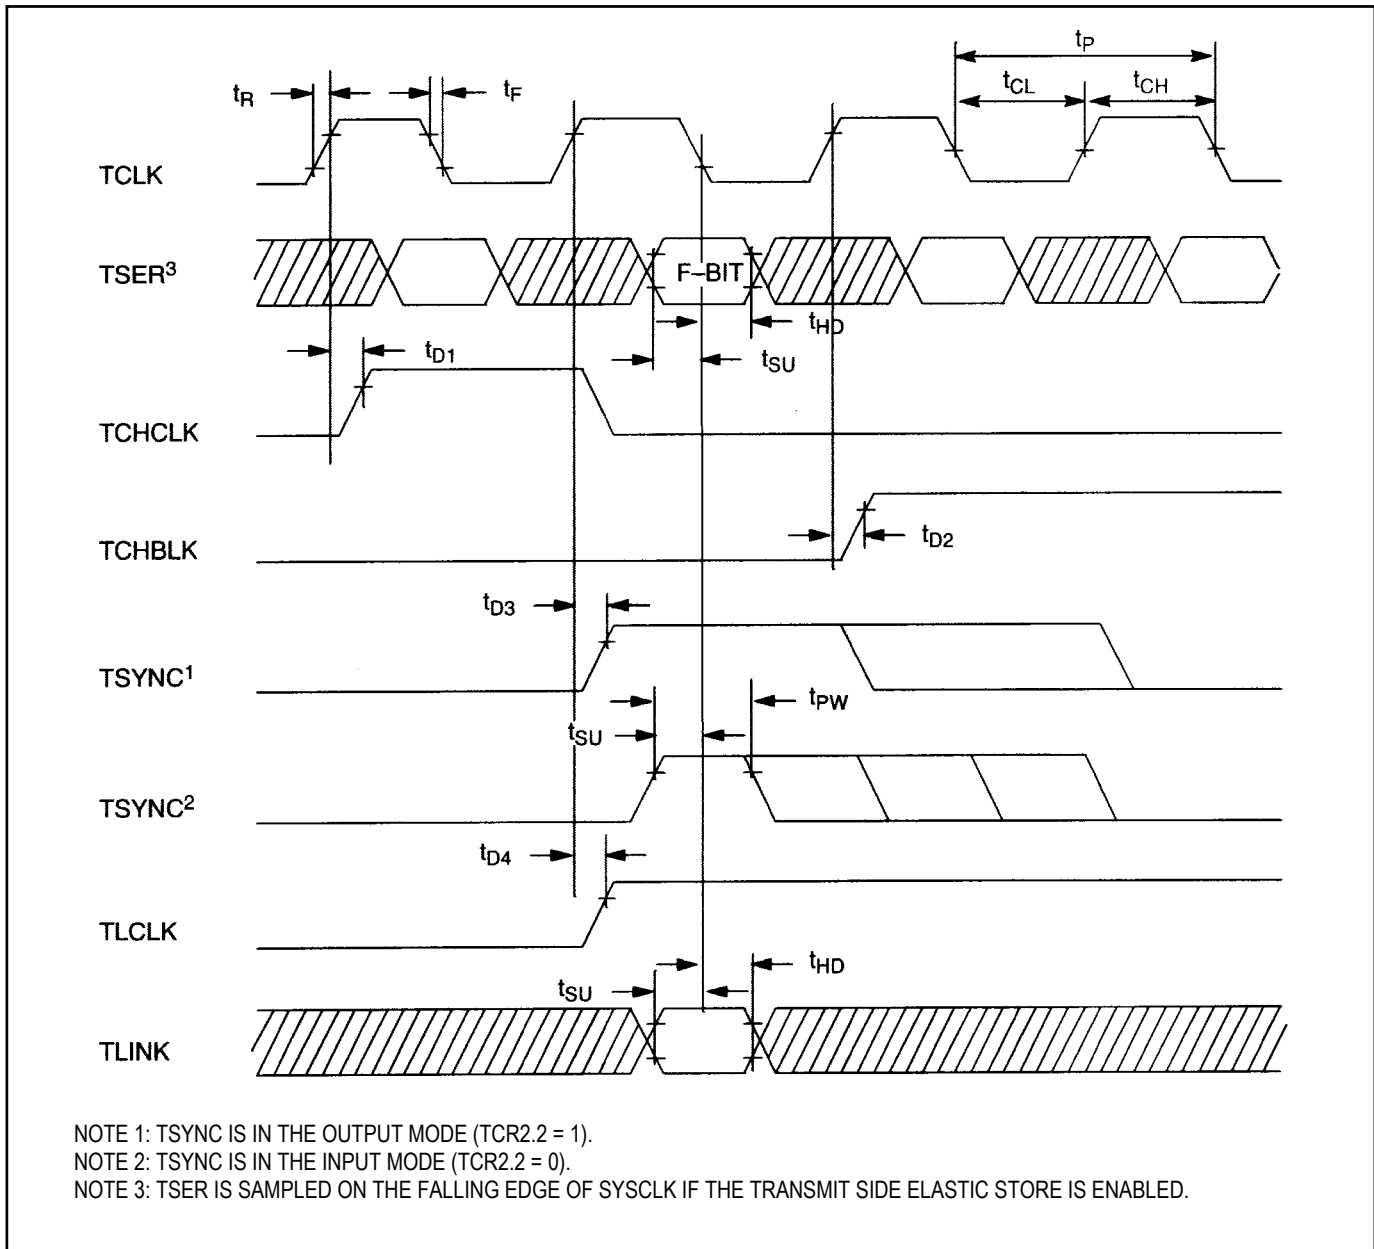 tP
tR
tF
tCL
tCH
TCLK
TSER3
F–BIT
tHD
tD1
tSU
TCHCLK
TCHBLK
tD2
tD3
TSYNC1
tPW
tSU
TSYNC2
tD4
TLCLK
tHD
tSU
TLINK
NOTE 1: TSYNC IS IN THE OUTPUT MODE (TCR2.2 = 1).
NOTE 2: TSYNC IS IN THE INPUT MODE (TCR2.2 = 0).
NOTE 3: TSER IS SAMPLED ON THE FALLING EDGE OF SYSCLK IF THE TRANSMIT SIDE ELASTIC STORE IS ENABLED.